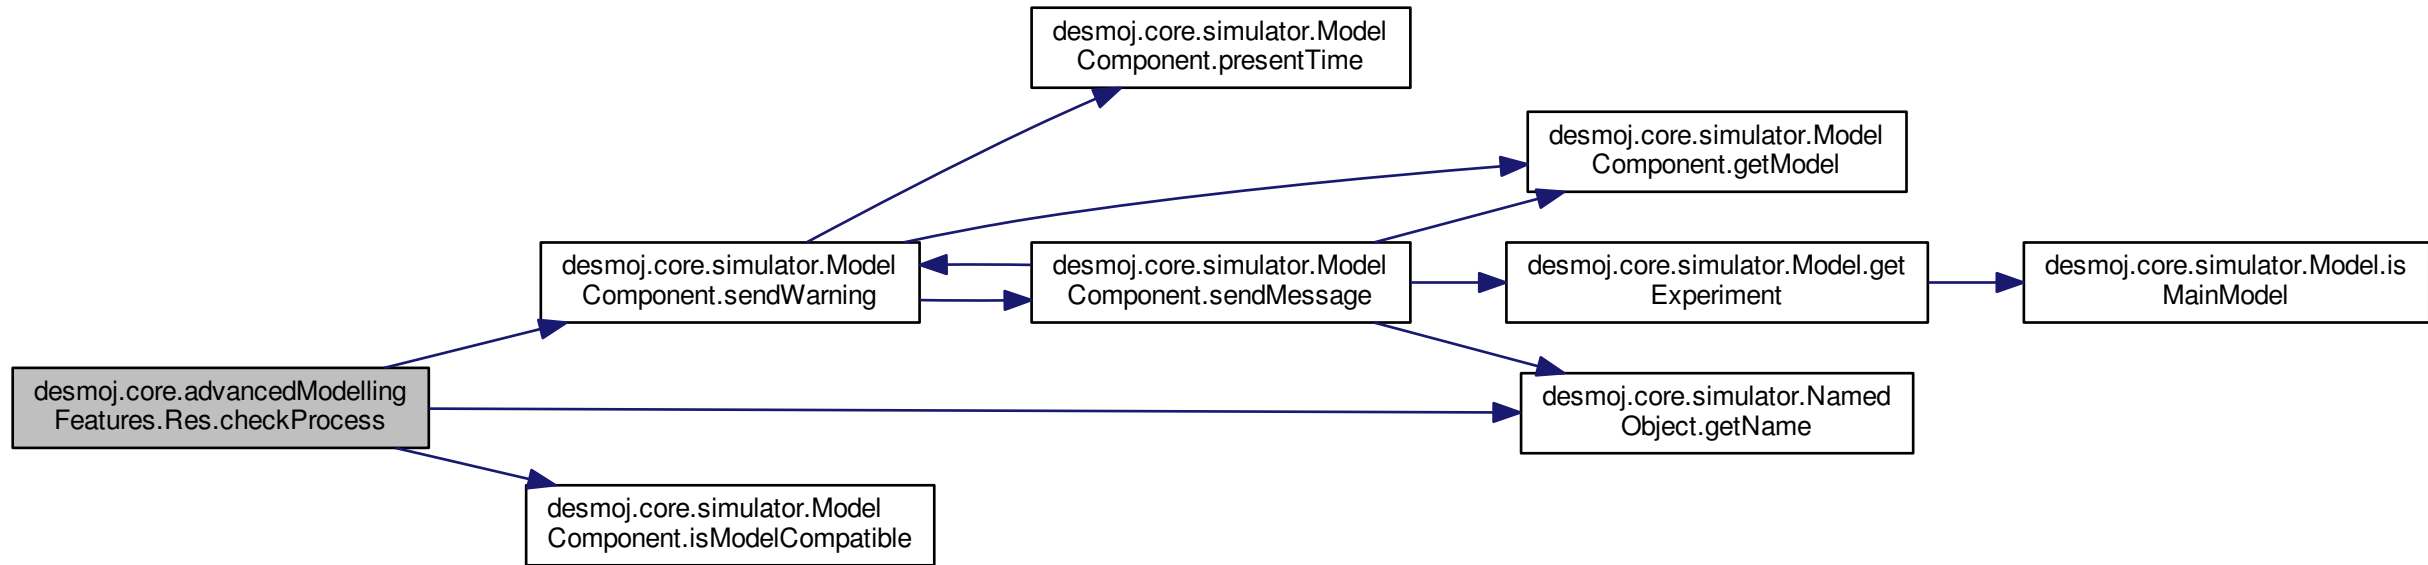 desmoj.core.simulator.Model
Component.presentTime
desmoj.core.simulator.Model
Component.getModel
desmoj.core.simulator.Model
Component.sendWarning
desmoj.core.simulator.Model
Component.sendMessage
desmoj.core.simulator.Model.get
Experiment
desmoj.core.simulator.Model.is
MainModel
desmoj.core.advancedModelling
Features.Res.checkProcess
desmoj.core.simulator.Named
Object.getName
desmoj.core.simulator.Model
Component.isModelCompatible